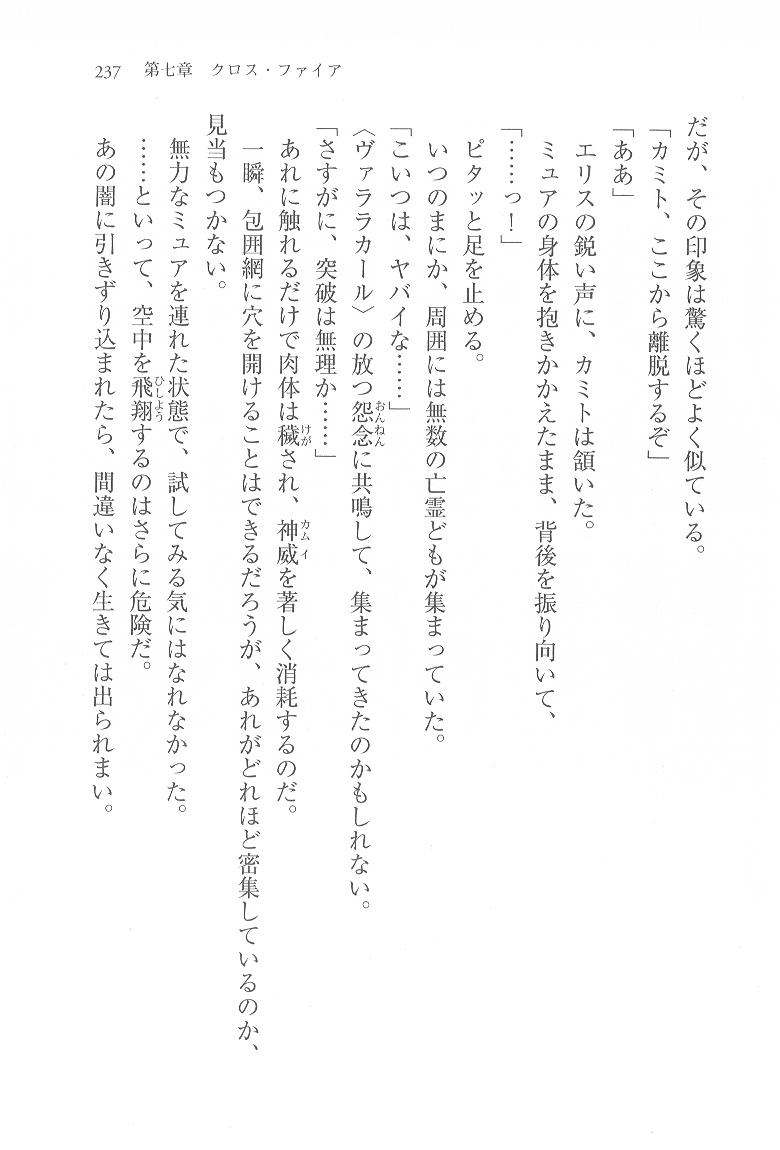 237　第七章　クロス・ファイア
だが、その印象は驚くほどよく似ている。
「カミト、ここから離脱するぞ」
「ああ」
エリスの鋭い声に、カミトは頷いた。
ミュアの身体を抱きかかえたまま、背後を振り向いて、
「……っ！」
ピタッと足を止める。
いつのまにか、周囲には無数の亡霊どもが集まっていた。
「こいつは、ヤバイな……」
〈ヴァララカール〉の放つ怨念に共鳴して、集まってきたのかもしれない。
「さすがに、突破は無理か……」
あれに触れるだけで肉体は穢され、神威を著しく消耗するのだ。
一瞬、包囲網に穴を開けることはできるだろうが、あれがどれほど密集しているのか、
見当もつかない。
無力なミュアを連れた状態で、試してみる気にはなれなかった。
……といって、空中を飛翔するのはさらに危険だ。
あの闇に引きずり込まれたら、間違いなく生きては出られまい。